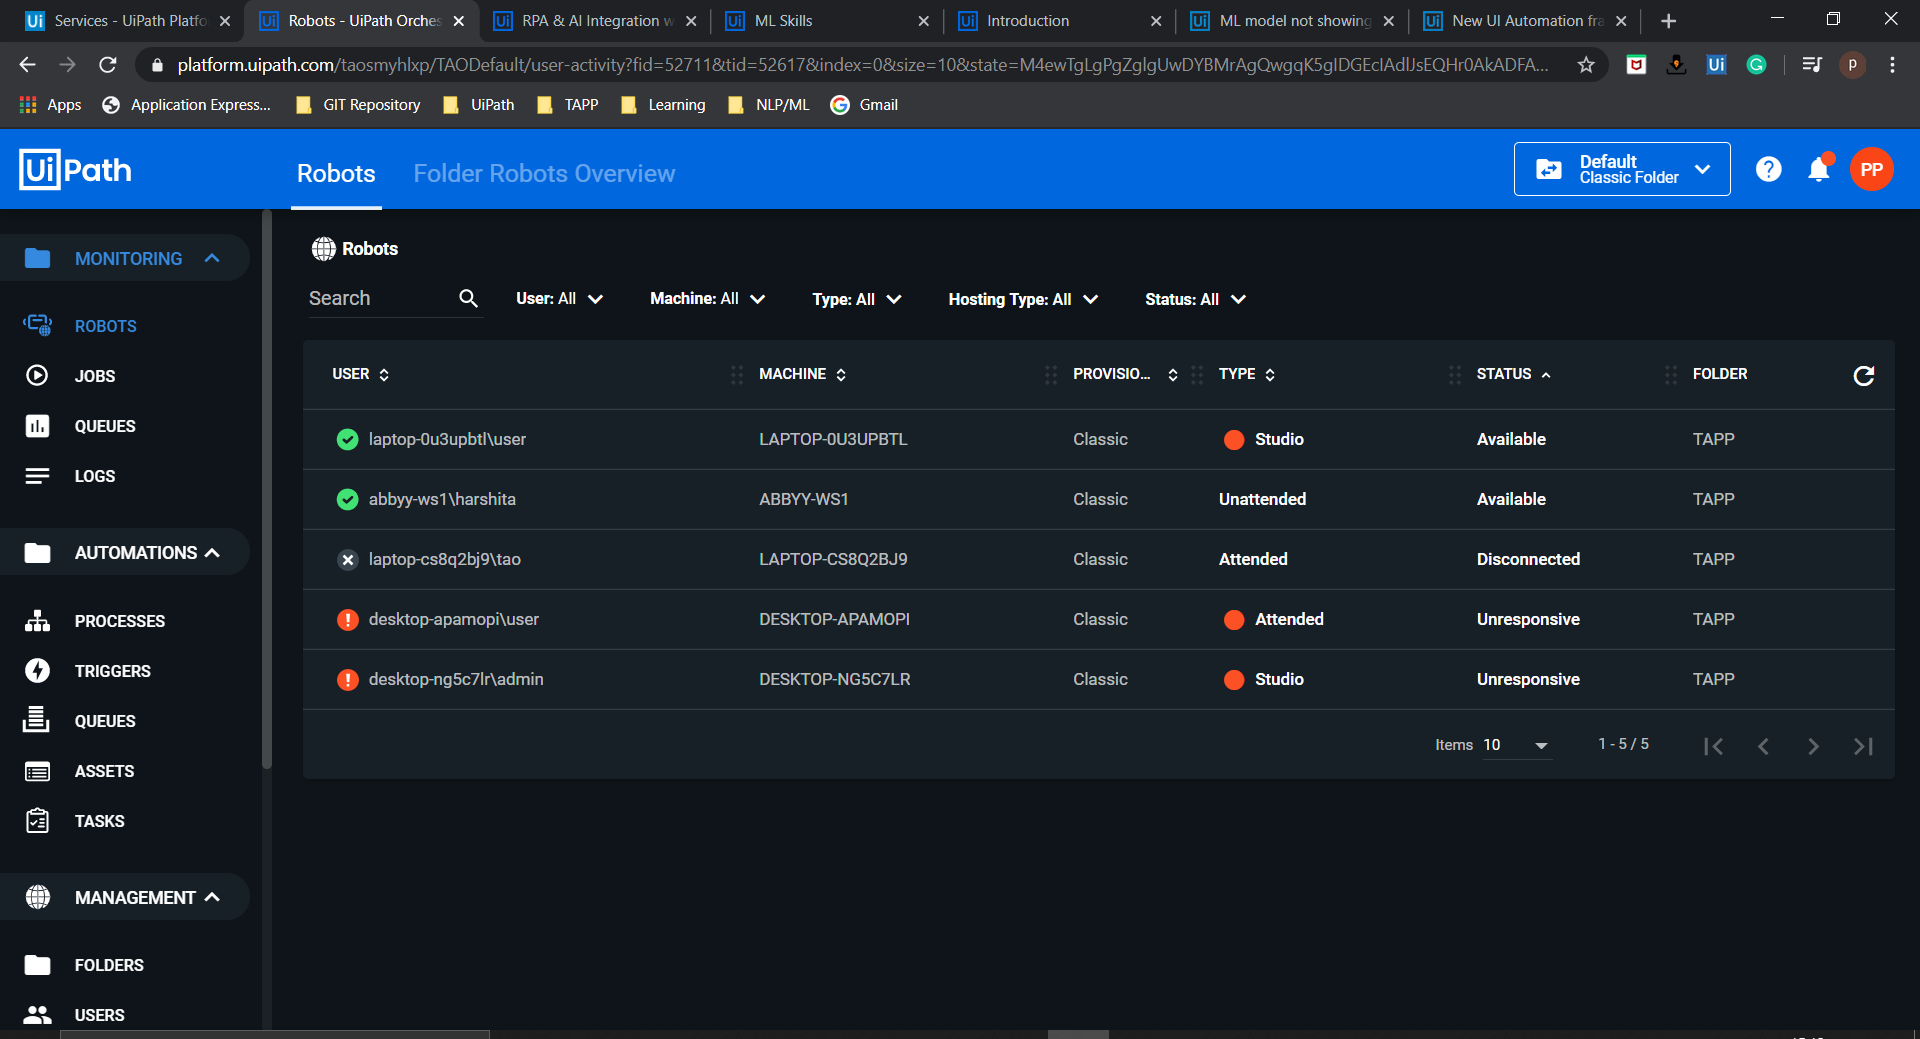 Services - UiPath Platfo
Robots - UiPath Orches
RPA & AI Integration w
ML Skills
Introduction
ML model not showing
New UI Automation fra
platform.uipath.com/taosmyhlxp/TAODefault/user-activity?fid=52711&tid=52617&index=0&size=10&state=M4ewTgLgPgZglgUwDYBMrAgQwgqK5gIDGEcIAdlJsEQHr0AkADFA...
Apps
Application Express...
GIT Repository
UiPath
TAPP
Learning
NLP/ML
Gmail
UiPath
Robots
Folder Robots Overview
Default
Classic Folder
PP
MONITORING
ROBOTS
JOBS
QUEUES
LOGS
AUTOMATIONS
PROCESSES
TRIGGERS
QUEUES
ASSETS
TASKS
MANAGEMENT
FOLDERS
USERS
Robots
Search
User: All
Machine: All
Type: All
Hosting Type: All
Status: All
USER MACHINE PROVISIO... TYPE STATUS FOLDER
laptop-0u3upbtl\user LAPTOP-0U3UPBTL Classic Studio Available TAPP
abbyy-ws1\harshita ABBYY-WS1 Classic Unattended Available TAPP
laptop-cs8q2bj9\tao LAPTOP-CS8Q2BJ9 Classic Attended Disconnected TAPP
desktop-apamopi\user DESKTOP-APAMOPI Classic Attended Unresponsive TAPP
desktop-ng5c7lr\admin DESKTOP-NG5C7LR Classic Studio Unresponsive TAPP
Items 10 1 - 5 / 5